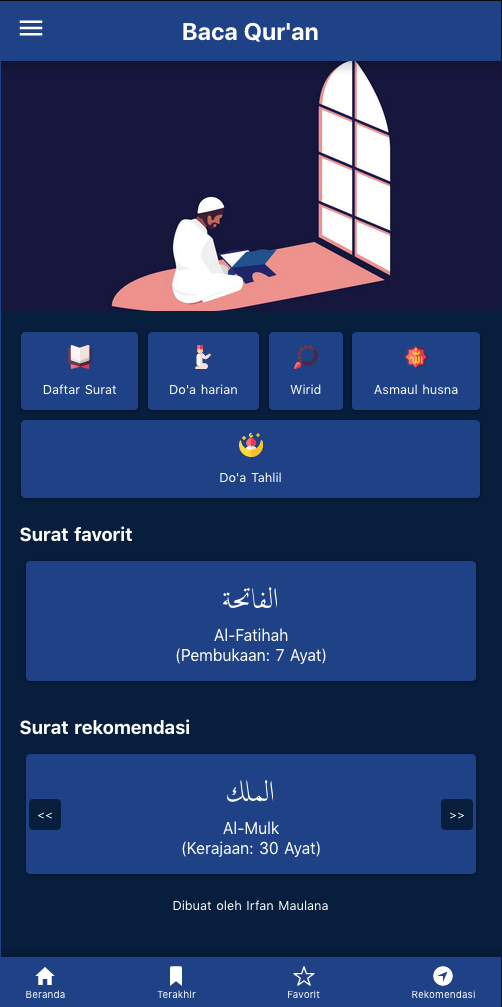 Baca Qur'an
Daftar Surat
Do'a harian
Wirid
Asmaul husna
Do'a Tahlil
Surat favorit
الفاتحة
Al-Fatihah
(Pembukaan: 7 Ayat)
Surat rekomendasi
الملك
<<
Al-Mulk
>>
(Kerajaan: 30 Ayat)
Dibuat oleh Irfan Maulana
Beranda
Terakhir
Favorit
Rekomendasi